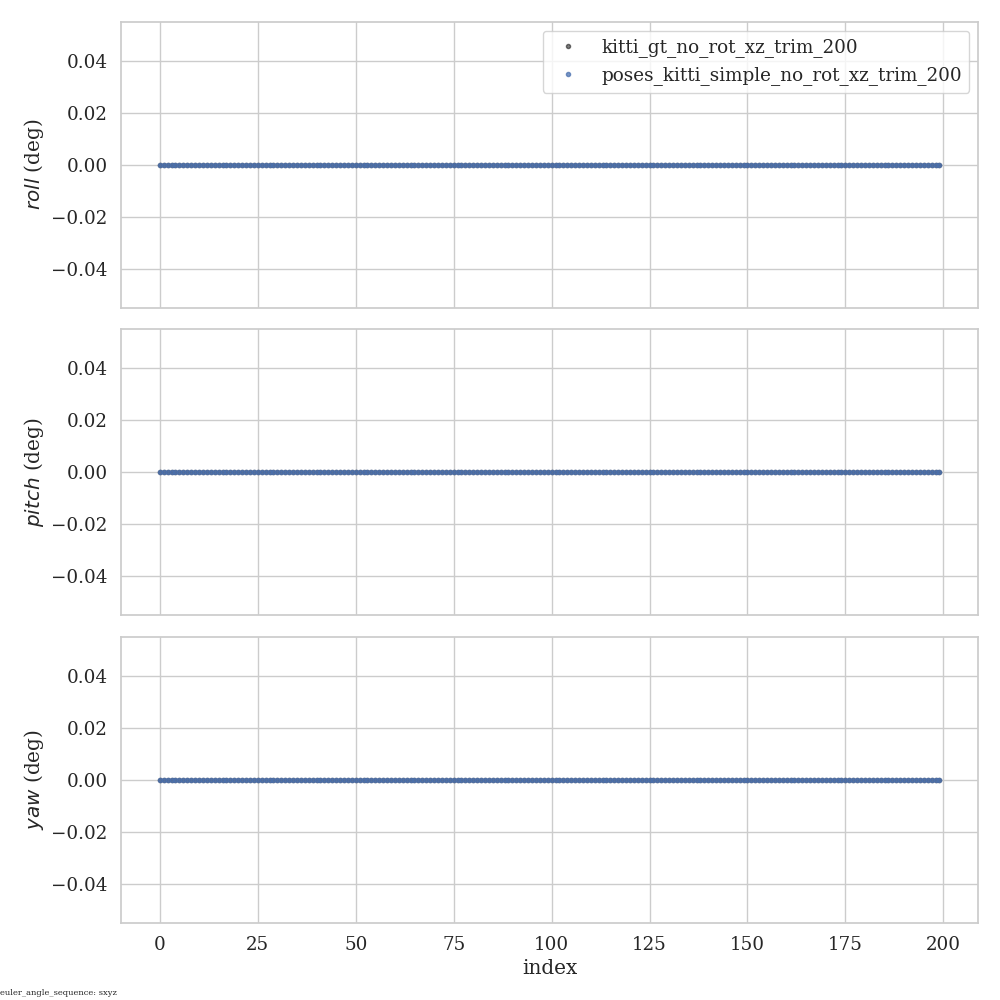 kitti_gt_no_rot_xz_trim_200
poses_kitti_simple_no_rot_xz_trim_200
roll (deg)
0.04
0.02
0.00
−0.02
−0.04
pitch (deg)
0.04
0.02
0.00
−0.02
−0.04
yaw (deg)
0.04
0.02
0.00
−0.02
−0.04
0 25 50 75 100 125 150 175 200
index
euler_angle_sequence: sxyz